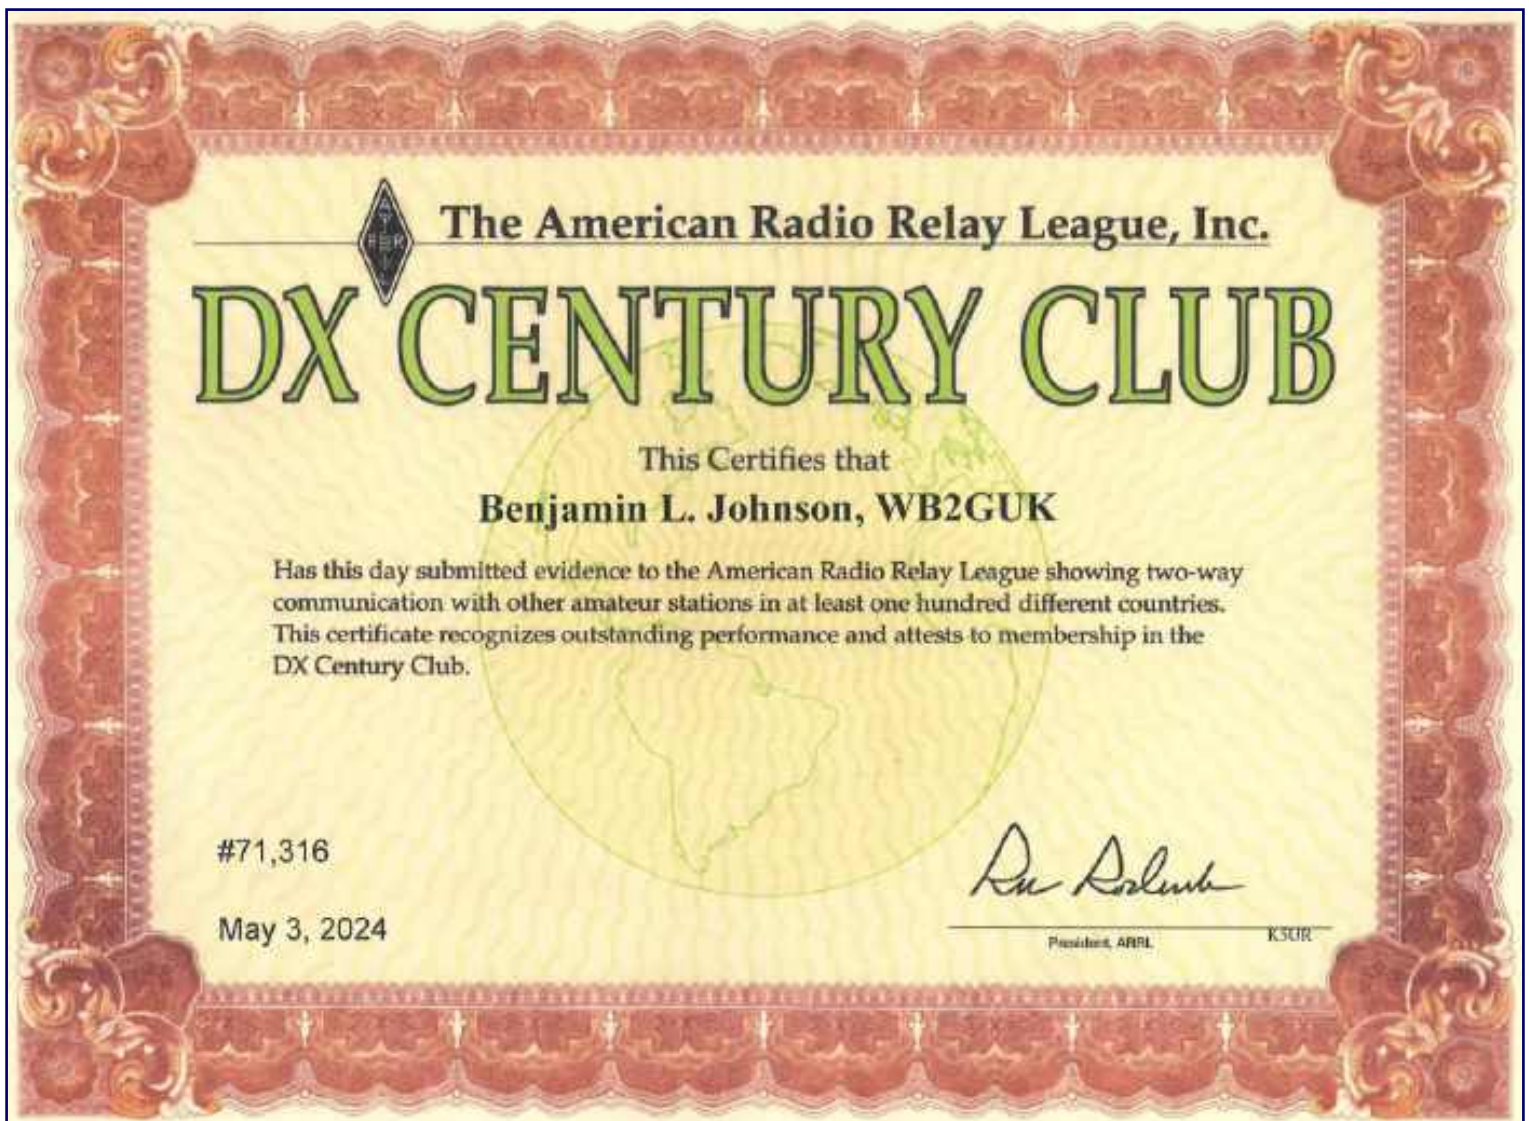 The American Radio Relay League, Inc.
DX CENTURY CLUB
This Certifies that
Benjamin L. Johnson, WB2GUK
Has this day submitted evidence to the American Radio Relay League showing two-way
communication with other amateur stations in at least one hundred different countries.
This certificate recognizes outstanding performance and attests to membership in the
DX Century Club.
#71,316
May 3, 2024
President, ARRL
K5UR